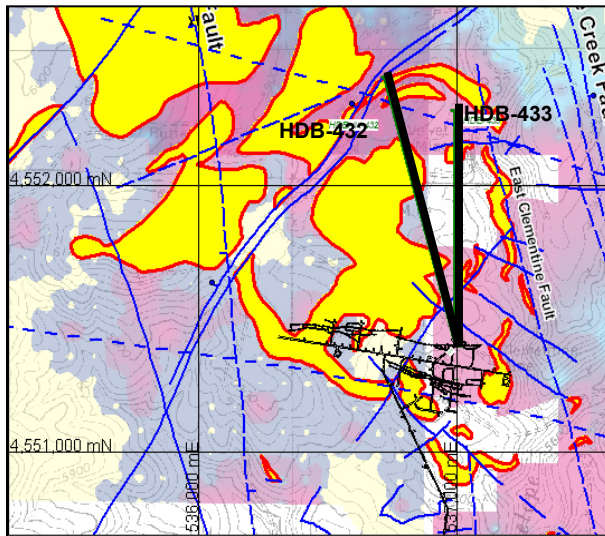 Fault
e Creek Fau
HDB-432
HDB-433
4,552,000 mN
East Clementine Fault
4,551,000 mN
536,000 mE
537,000 mE